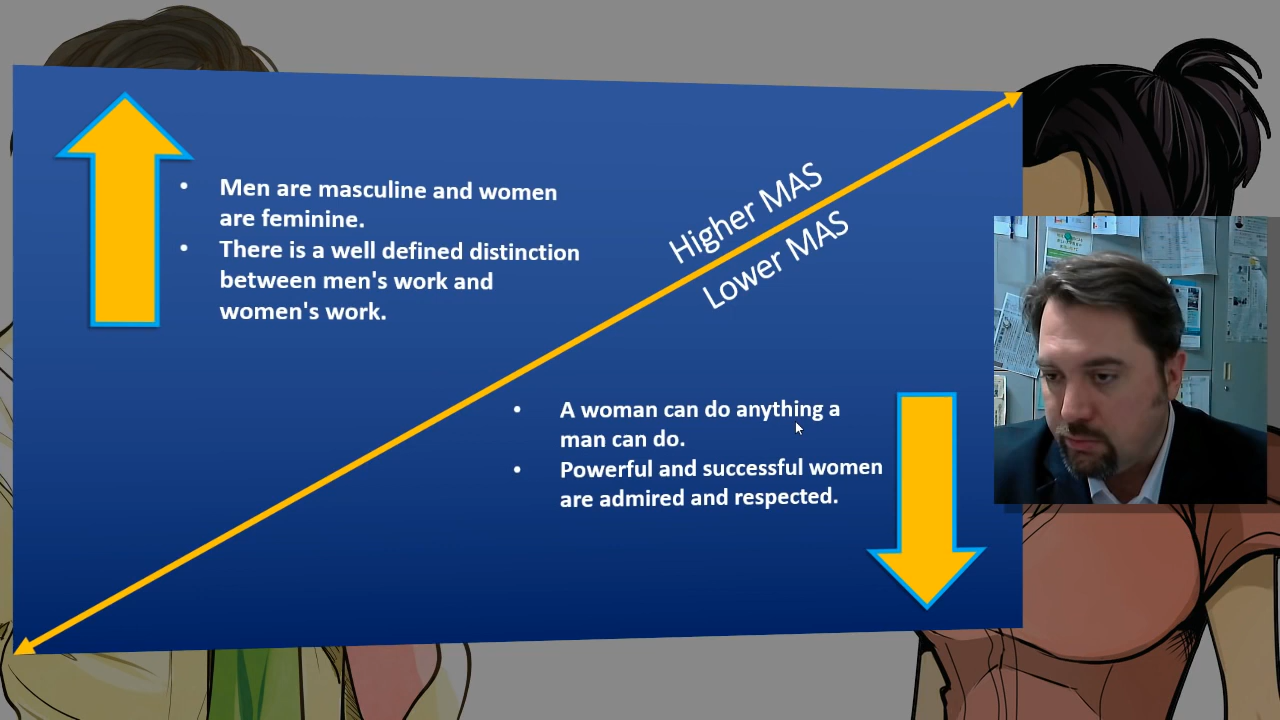 • Men are masculine and women
are feminine.
• There is a well defined distinction
between men's work and
women's work.
Higher MAS
Lower MAS
• A woman can do anything a
man can do.
• Powerful and successful women
are admired and respected.